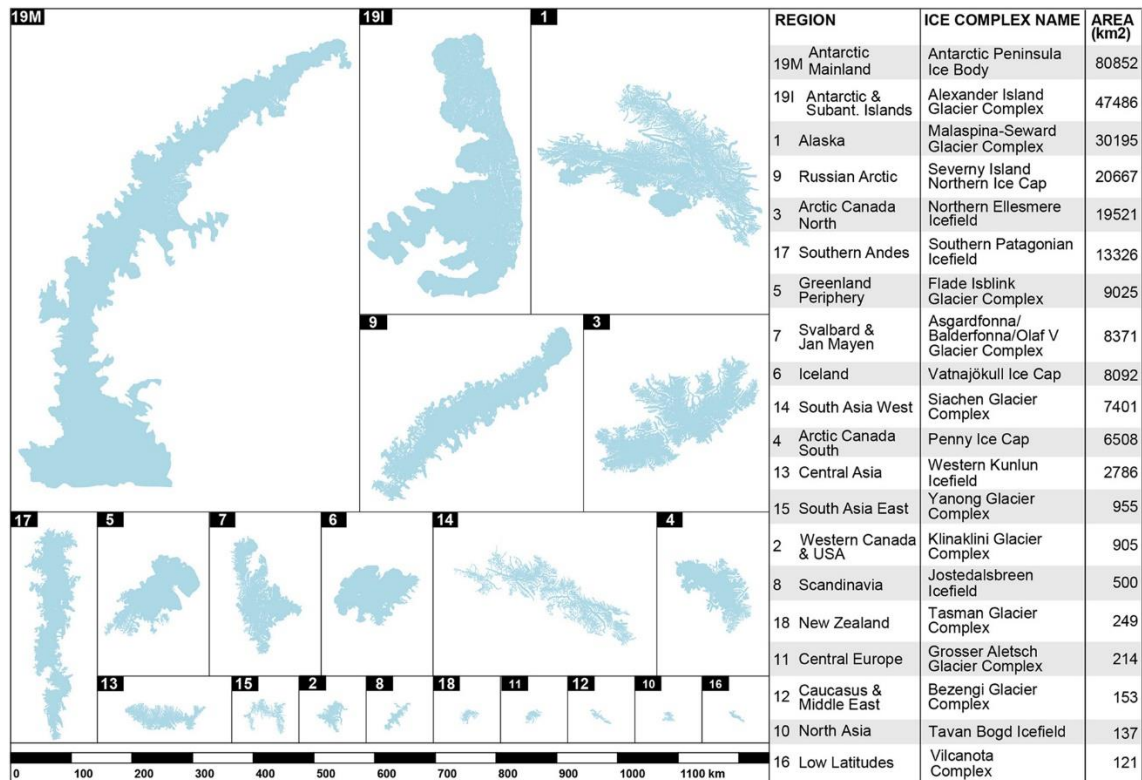 19M
19I
1
9
3
17
5
7
6
14
4
13
15
2
8
18
11
12
10
16
0 100 200 300 400 500 600 700 800 900 1000 1100 km
REGION ICE COMPLEX NAME AREA (km2)
19M Antarctic Mainland Antarctic Peninsula Ice Body 80852
19I Antarctic & Subant. Islands Alexander Island Glacier Complex 47486
1 Alaska Malaspina-Seward Glacier Complex 30195
9 Russian Arctic Severny Island Northern Ice Cap 20667
3 Arctic Canada North Northern Ellesmere Icefield 19521
17 Southern Andes Southern Patagonian Icefield 13326
5 Greenland Periphery Flade Isblink Glacier Complex 9025
7 Svalbard & Jan Mayen Asgardfonna/ Balderfonna/Olaf V Glacier Complex 8371
6 Iceland Vatnajökull Ice Cap 8092
14 South Asia West Siachen Glacier Complex 7401
4 Arctic Canada South Penny Ice Cap 6508
13 Central Asia Western Kunlun Icefield 2786
15 South Asia East Yanong Glacier Complex 955
2 Western Canada & USA Klinaklini Glacier Complex 905
8 Scandinavia Jostedalsbreen Icefield 500
18 New Zealand Tasman Glacier Complex 249
11 Central Europe Grosser Aletsch Glacier Complex 214
12 Caucasus & Middle East Bezengi Glacier Complex 153
10 North Asia Tavan Bogd Icefield 137
16 Low Latitudes Vilcanota Complex 121